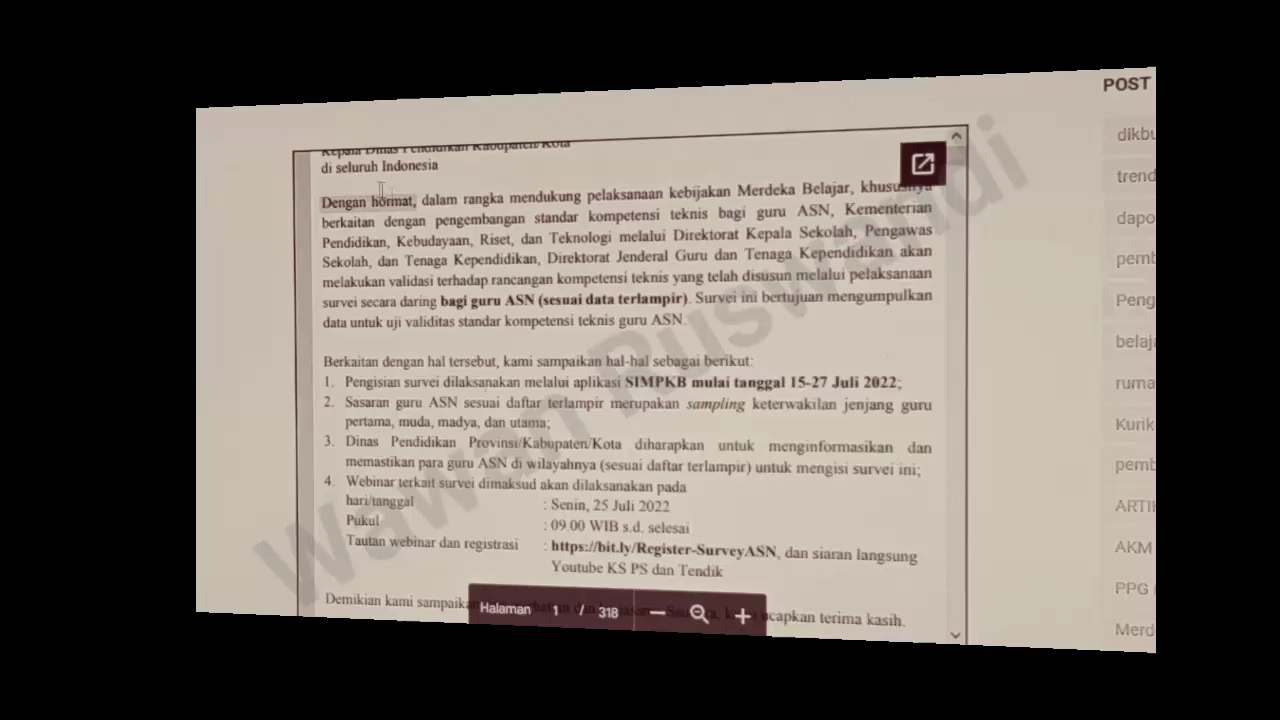 POST
Kepala Dinas Pendidikan Kabupaten/Kota
di seluruh Indonesia
Dengan hormat, dalam rangka mendukung pelaksanaan kebijakan Merdeka Belajar, khususnya
berkaitan dengan pengembangan standar kompetensi teknis bagi guru ASN, Kementerian
Pendidikan, Kebudayaan, Riset, dan Teknologi melalui Direktorat Kepala Sekolah, Pengawas
Sekolah, dan Tenaga Kependidikan, Direktorat Jenderal Guru dan Tenaga Kependidikan akan
melakukan validasi terhadap rancangan kompetensi teknis yang telah disusun melalui pelaksanaan
survei secara daring bagi guru ASN (sesuai data terlampir). Survei ini bertujuan mengumpulkan
data untuk uji validitas standar kompetensi teknis guru ASN.
Berkaitan dengan hal tersebut, kami sampaikan hal-hal sebagai berikut:
1. Pengisian survei dilaksanakan melalui aplikasi SIMPKB mulai tanggal 15-27 Juli 2022;
2. Sasaran guru ASN sesuai daftar terlampir merupakan sampling keterwakilan jenjang guru
pertama, muda, madya, dan utama;
3. Dinas Pendidikan Provinsi/Kabupaten/Kota diharapkan untuk menginformasikan dan
memastikan para guru ASN di wilayahnya (sesuai daftar terlampir) untuk mengisi survei ini;
4. Webinar terkait survei dimaksud akan dilaksanakan pada
hari/tanggal : Senin, 25 Juli 2022
Pukul : 09.00 WIB s.d. selesai
Tautan webinar dan registrasi : https://bit.ly/Register-SurveyASN, dan siaran langsung
Youtube KS PS dan Tendik
Demikian kami sampaikan ucapkan terima kasih.
Halaman 1 / 318
Wawan Ruswandi
dikbu
trend
dapo
pemb
Peng
belaja
ruma
Kurik
pemb
ARTI
AKM
PPG
Merd